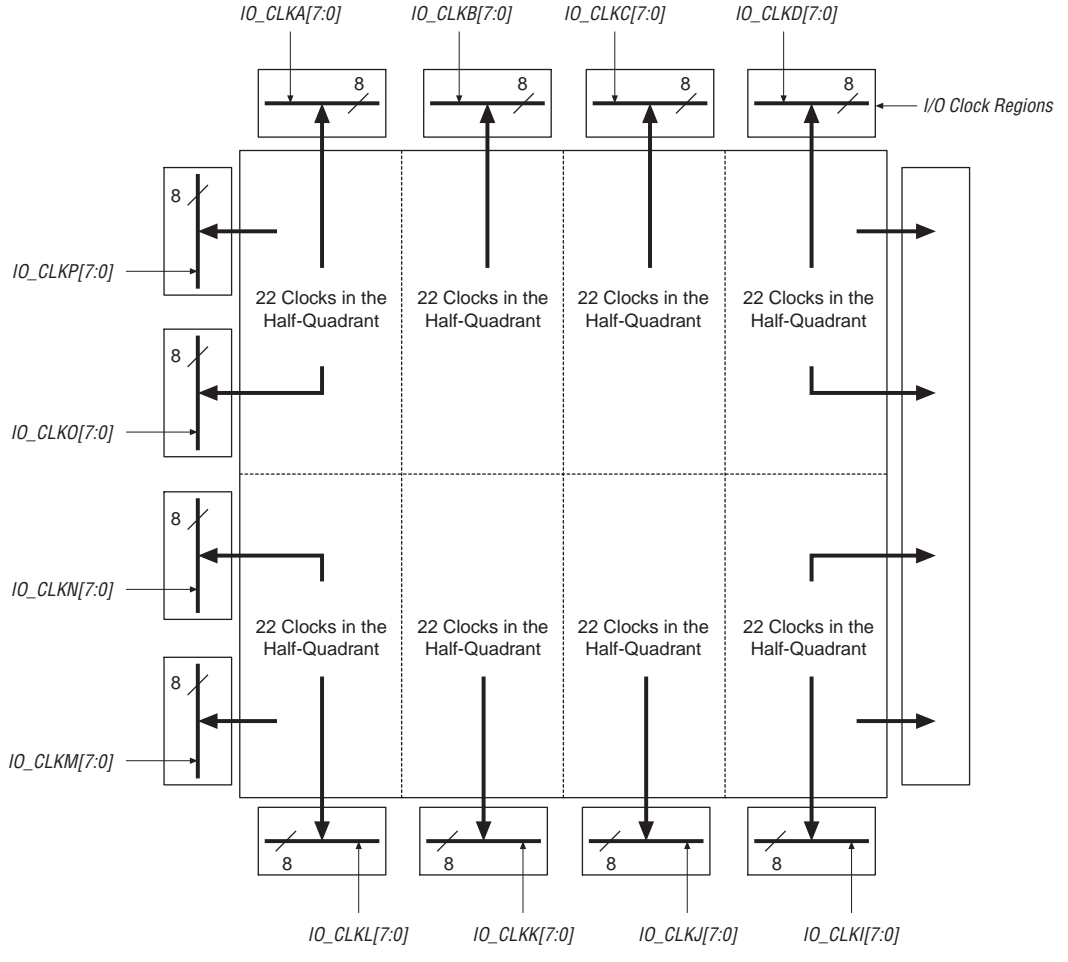 IO_CLKA[7:0]
IO_CLKB[7:0]
IO_CLKC[7:0]
IO_CLKD[7:0]
8
8
8
8
I/O Clock Regions
8
IO_CLKP[7:0]
22 Clocks in the
Half-Quadrant
22 Clocks in the
Half-Quadrant
22 Clocks in the
Half-Quadrant
22 Clocks in the
Half-Quadrant
8
IO_CLKO[7:0]
8
IO_CLKN[7:0]
22 Clocks in the
Half-Quadrant
22 Clocks in the
Half-Quadrant
22 Clocks in the
Half-Quadrant
22 Clocks in the
Half-Quadrant
8
IO_CLKM[7:0]
8
8
8
8
IO_CLKL[7:0]
IO_CLKK[7:0]
IO_CLKJ[7:0]
IO_CLKI[7:0]